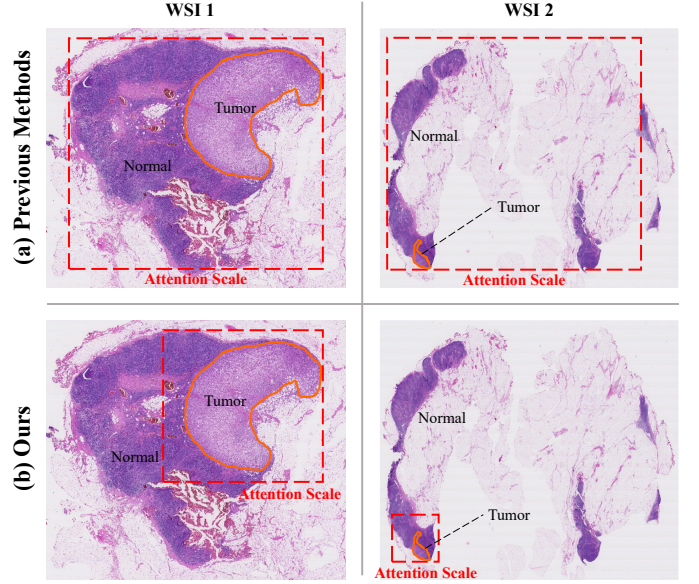 WSI 1
WSI 2
(a) Previous Methods
Tumor
Normal
Attention Scale
Normal
Tumor
Attention Scale
(b) Ours
Tumor
Normal
Attention Scale
Normal
Tumor
Attention Scale